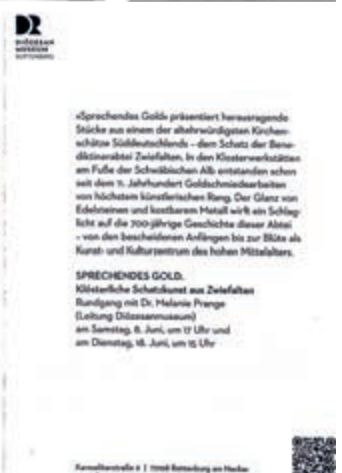 DR
DIÖZESAN
MUSEUM
ROTTENBURG
»Sprechendes Gold« präsentiert herausragende
Stücke aus einem der altehrwürdigsten Kirchen-
schätze Süddeutschlands – dem Schatz der Bene-
diktinerabtei Zwiefalten. In den Klosterwerkstätten
am Fuße der Schwäbischen Alb entstanden schon
seit dem 11. Jahrhundert Goldschmiedearbeiten
von höchstem künstlerischen Rang. Der Glanz von
Edelsteinen und kostbarem Metall wirft ein Schlag-
licht auf die 700-jährige Geschichte dieser Abtei
– von den bescheidenen Anfängen bis zur Blüte als
Kunst- und Kulturzentrum des hohen Mittelalters.
SPRECHENDES GOLD.
Klösterliche Schatzkunst aus Zwiefalten
Rundgang mit Dr. Melanie Prange
(Leitung Diözesanmuseum)
am Samstag, 8. Juni, um 17 Uhr und
am Dienstag, 18. Juni, um 15 Uhr
Karmeliterstraße 9 | 72108 Rottenburg am Neckar